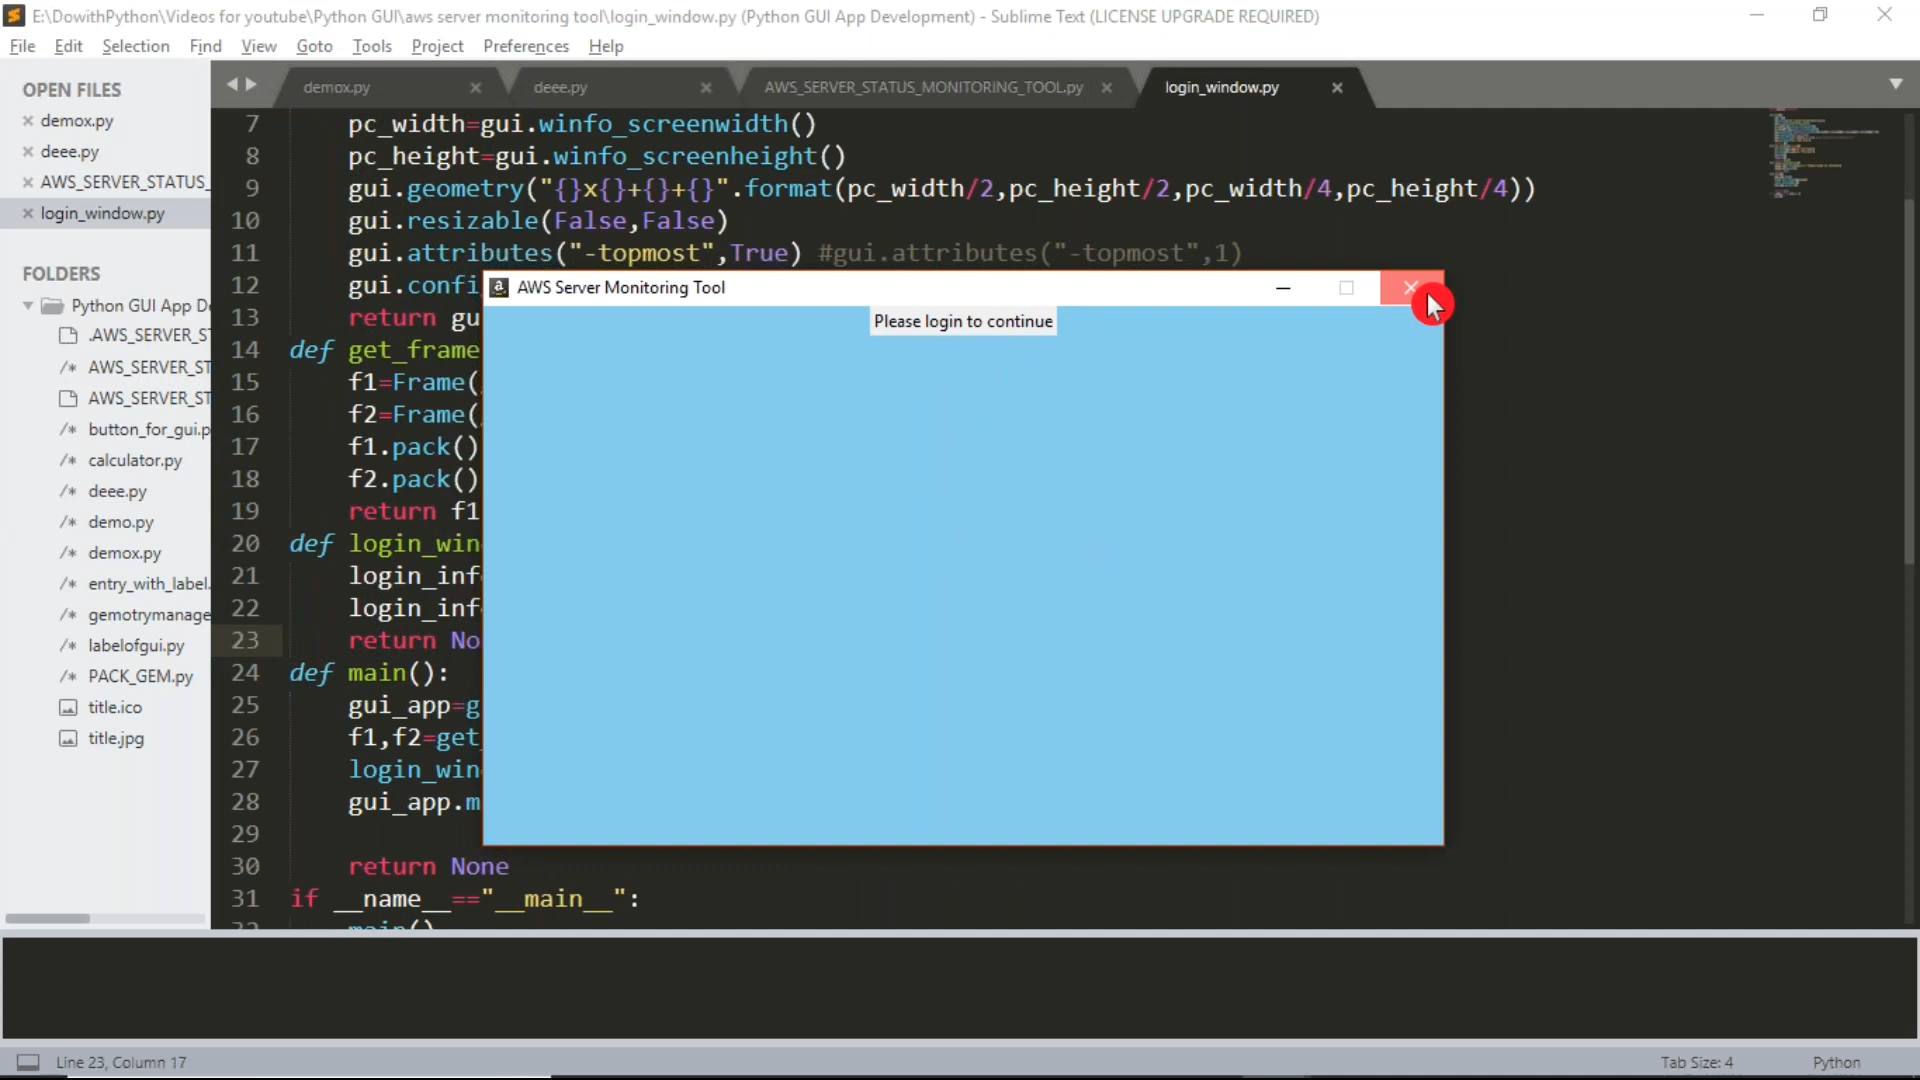 E:\DowithPython\Videos for youtube\Python GUI\aws server monitoring tool\login_window.py (Python GUI App Development) - Sublime Text (LICENSE UPGRADE REQUIRED)
File Edit Selection Find View Goto Tools Project Preferences Help
OPEN FILES
demox.py
deee.py
AWS_SERVER_STATUS_
login_window.py
FOLDERS
Python GUI App De
.AWS_SERVER_ST
AWS_SERVER_ST
AWS_SERVER_ST
button_for_gui.p
calculator.py
deee.py
demo.py
demox.py
entry_with_label.
gemotrymanage
labelofgui.py
PACK_GEM.py
title.ico
title.jpg
demox.py deee.py AWS_SERVER_STATUS_MONITORING_TOOL.py login_window.py
7 pc_width=gui.winfo_screenwidth()
8 pc_height=gui.winfo_screenheight()
9 gui.geometry("{}x{}+{}+{}".format(pc_width/2,pc_height/2,pc_width/4,pc_height/4))
10 gui.resizable(False,False)
11 gui.attributes("-topmost",True) #gui.attributes("-topmost",1)
12 gui.confi
13 return gu
14 def get_frame
15 f1=Frame(
16 f2=Frame(
17 f1.pack()
18 f2.pack()
19 return f1
20 def login_win
21 login_inf
22 login_inf
23 return No
24 def main():
25 gui_app=g
26 f1,f2=get_
27 login_win
28 gui_app.m
29
30 return None
31 if __name__=="__main__":
32 main()
AWS Server Monitoring Tool
Please login to continue
Line 23, Column 17
Tab Size: 4
Python